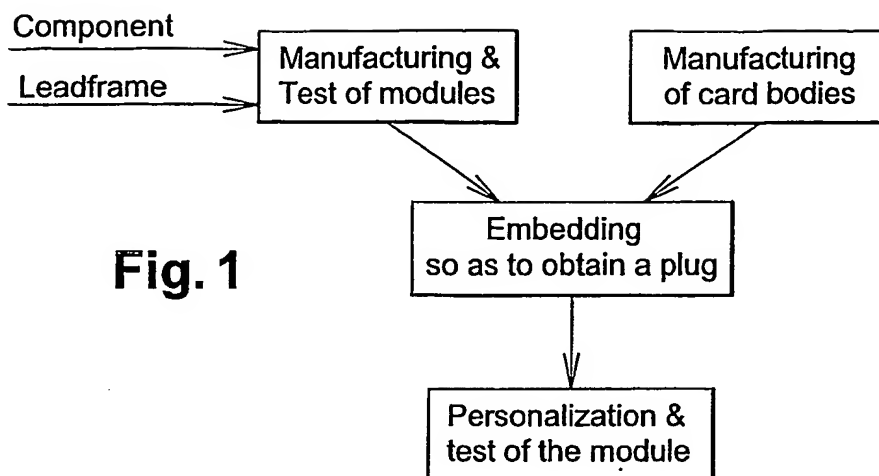 Component
Leadframe
Manufacturing &
Test of modules
Manufacturing
of card bodies
Embedding
so as to obtain a plug
Fig. 1
Personalization &
test of the module